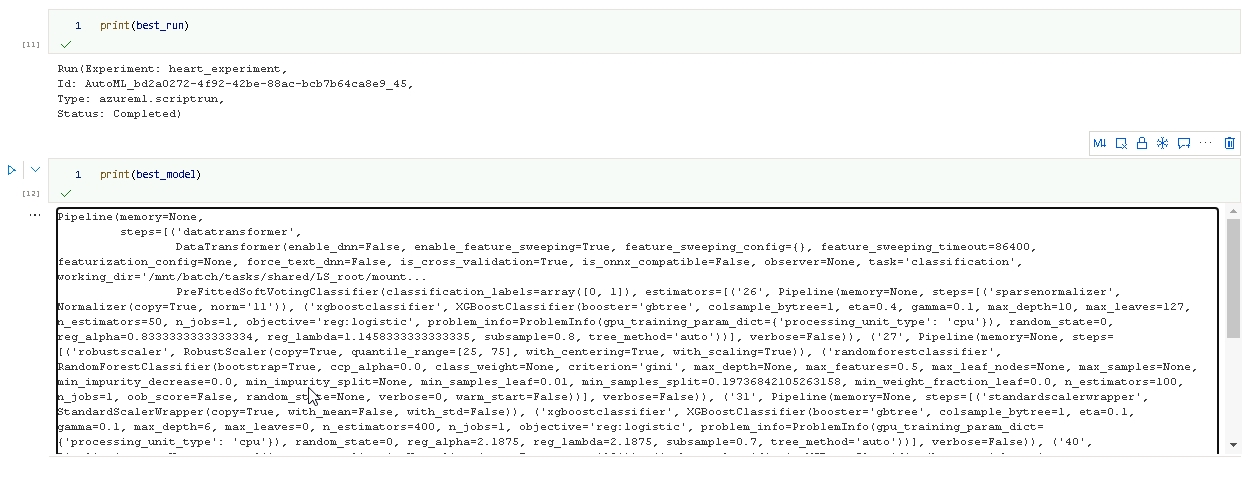 1 print(best_run)
[11]
Run(Experiment: heart_experiment,
Id: AutoML_bd2a0272-4f92-42be-88ac-bcb7b64ca8e9_45,
Type: azureml.scriptrun,
Status: Completed)
M↓
1 print(best_model)
[12]
...
Pipeline(memory=None,
steps=[('datatransformer',
DataTransformer(enable_dnn=False, enable_feature_sweeping=True, feature_sweeping_config={}, feature_sweeping_timeout=86400,
featurization_config=None, force_text_dnn=False, is_cross_validation=True, is_onnx_compatible=False, observer=None, task='classification',
working_dir='/mnt/batch/tasks/shared/LS_root/mount...
PreFittedSoftVotingClassifier(classification_labels=array([0, 1]), estimators=[('26', Pipeline(memory=None, steps=[('sparsenormalizer',
Normalizer(copy=True, norm='l1')), ('xgboostclassifier', XGBoostClassifier(booster='gbtree', colsample_bytree=1, eta=0.4, gamma=0.1, max_depth=10, max_leaves=127,
n_estimators=50, n_jobs=1, objective='reg:logistic', problem_info=ProblemInfo(gpu_training_param_dict={'processing_unit_type': 'cpu'}), random_state=0,
reg_alpha=0.8333333333333334, reg_lambda=1.1458333333333335, subsample=0.8, tree_method='auto'))], verbose=False)), ('27', Pipeline(memory=None, steps=
[('robustscaler', RobustScaler(copy=True, quantile_range=[25, 75], with_centering=True, with_scaling=True)), ('randomforestclassifier',
RandomForestClassifier(bootstrap=True, ccp_alpha=0.0, class_weight=None, criterion='gini', max_depth=None, max_features=0.5, max_leaf_nodes=None, max_samples=None,
min_impurity_decrease=0.0, min_impurity_split=None, min_samples_leaf=0.01, min_samples_split=0.19736842105263158, min_weight_fraction_leaf=0.0, n_estimators=100,
n_jobs=1, oob_score=False, random_state=None, verbose=0, warm_start=False))], verbose=False)), ('31', Pipeline(memory=None, steps=[('standardscalerwrapper',
StandardScalerWrapper(copy=True, with_mean=False, with_std=False)), ('xgboostclassifier', XGBoostClassifier(booster='gbtree', colsample_bytree=1, eta=0.1,
gamma=0.1, max_depth=6, max_leaves=0, n_estimators=400, n_jobs=1, objective='reg:logistic', problem_info=ProblemInfo(gpu_training_param_dict=
{'processing_unit_type': 'cpu'}), random_state=0, reg_alpha=2.1875, reg_lambda=2.1875, subsample=0.7, tree_method='auto'))], verbose=False)), ('40',